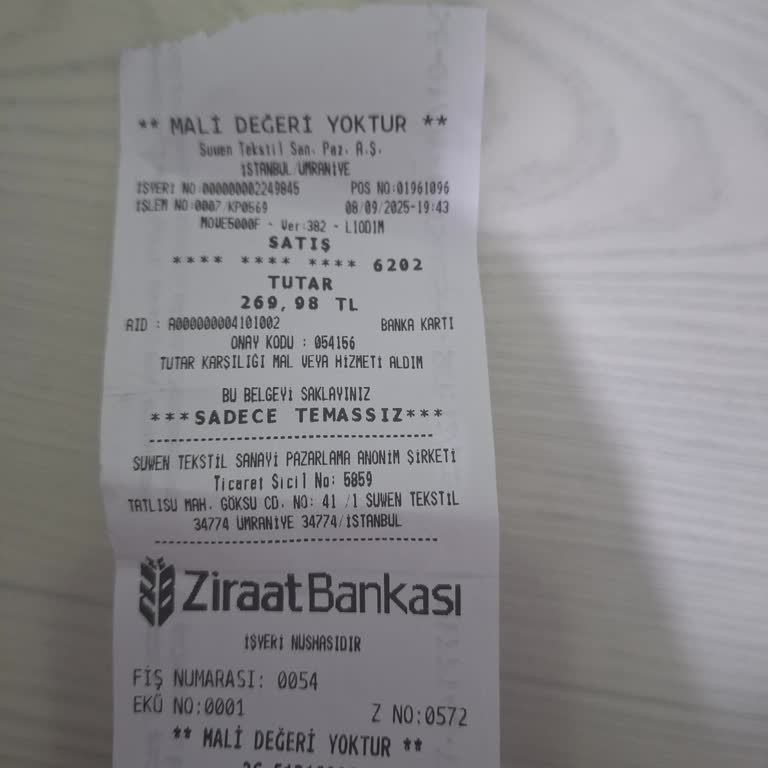 ** MALİ DEĞERİ YOKTUR **
Suwen Tekstil San. Paz. A.Ş.
İSTANBUL/UMRANİYE
İŞYERİ NO:000000002249845 POS NO:01961096
İŞLEM NO:0007/KP0569 08/09/2025-19:43
MOVE5000F - Ver:382 - L10D1M
SATIŞ
**** **** **** 6202
TUTAR
269,98 TL
AID : A000000004101002 BANKA KARTI
ONAY KODU : 054156
TUTAR KARŞILIĞI MAL VEYA HİZMETİ ALDIM
BU BELGEYİ SAKLAYINIZ
***SADECE TEMASSIZ***
SUWEN TEKSTİL SANAYİ PAZARLAMA ANONİM ŞİRKETİ
Ticaret Sicil No: 5859
TATLISU MAH. GÖKSU CD. NO: 41 /1 SUWEN TEKSTİL
34774 UMRANİYE 34774/İSTANBUL
Ziraat Bankası
İŞYERİ NUSHASIDIR
FİŞ NUMARASI: 0054
EKÜ NO:0001 Z NO:0572
** MALİ DEĞERİ YOKTUR **